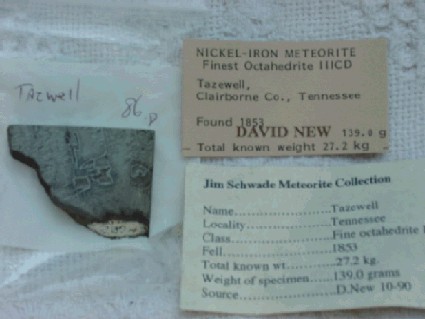 Tazwell
86
NICKEL-IRON METEORITE
Finest Octahedrite IIICD
Tazewell,
Clairborne Co., Tennessee
Found 1853
DAVID NEW 139.0 g
Total known weight 27.2 kg
Jim Schwade Meteorite Collection
Name..........Tazewell
Locality..........Tennessee
Class..........Fine octahedrite
Fell..........1853
Total known wt..........27.2 kg.
Weight of specimen..........139.0 grams
Source..........D.New 10-90